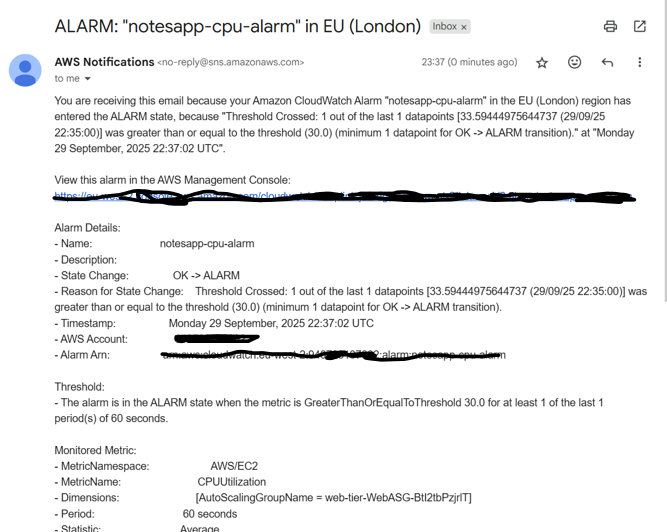 ALARM: "notesapp-cpu-alarm" in EU (London) Inbox x
AWS Notifications <no-reply@sns.amazonaws.com> 23:37 (0 minutes ago)
to me
You are receiving this email because your Amazon CloudWatch Alarm "notesapp-cpu-alarm" in the EU (London) region has
entered the ALARM state, because "Threshold Crossed: 1 out of the last 1 datapoints [33.59444975644737 (29/09/25
22:35:00)] was greater than or equal to the threshold (30.0) (minimum 1 datapoint for OK -> ALARM transition)." at "Monday
29 September, 2025 22:37:02 UTC".
View this alarm in the AWS Management Console:
Alarm Details:
- Name: notesapp-cpu-alarm
- Description:
- State Change: OK -> ALARM
- Reason for State Change: Threshold Crossed: 1 out of the last 1 datapoints [33.59444975644737 (29/09/25 22:35:00)] was
greater than or equal to the threshold (30.0) (minimum 1 datapoint for OK -> ALARM transition).
- Timestamp: Monday 29 September, 2025 22:37:02 UTC
- AWS Account:
- Alarm Arn:
Threshold:
- The alarm is in the ALARM state when the metric is GreaterThanOrEqualToThreshold 30.0 for at least 1 of the last 1
period(s) of 60 seconds.
Monitored Metric:
- MetricNamespace: AWS/EC2
- MetricName: CPUUtilization
- Dimensions: [AutoScalingGroupName = web-tier-WebASG-BtI2tbPzjrIT]
- Period: 60 seconds
- Statistic: Average